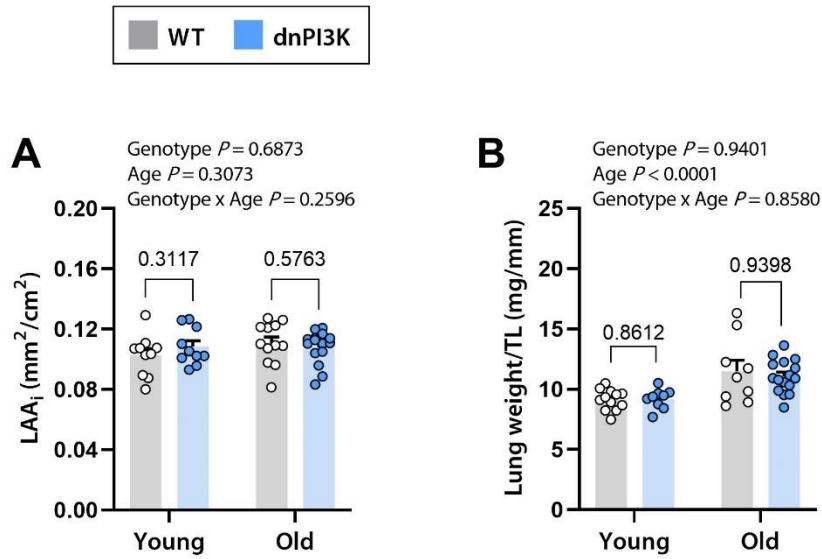 WT dnPI3K
A
Genotype P = 0.6873
Age P = 0.3073
Genotype x Age P = 0.2596
LAAi (mm²/cm²)
0.20
0.16
0.12
0.08
0.04
0.00
0.3117
0.5763
Young Old
B
Genotype P = 0.9401
Age P < 0.0001
Genotype x Age P = 0.8580
Lung weight/TL (mg/mm)
25
20
15
10
5
0
0.8612
0.9398
Young Old